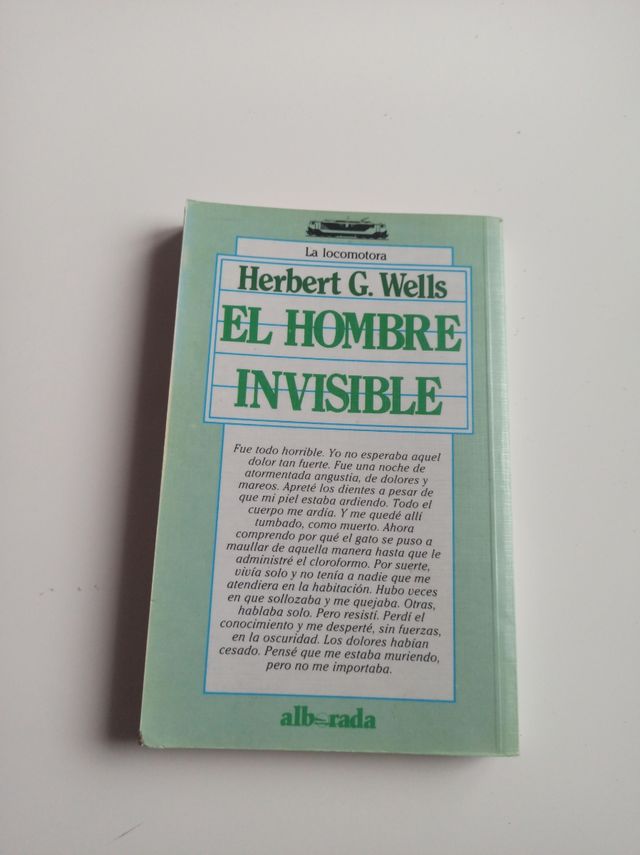 La locomotora
Herbert G. Wells
EL HOMBRE
INVISIBLE
Fue todo horrible. Yo no esperaba aquel
dolor tan fuerte. Fue una noche de
atormentada angustia, de dolores y
mareos. Apreté los dientes a pesar de
que mi piel estaba ardiendo. Todo el
cuerpo me ardía. Y me quedé allí
tumbado, como muerto. Ahora
comprendo por qué el gato se puso a
maullar de aquella manera hasta que le
administré el cloroformo. Por suerte,
vivía solo y no tenía a nadie que me
atendiera en la habitación. Hubo veces
en que sollozaba y me quejaba. Otras,
hablaba solo. Pero resistí. Perdí el
conocimiento y me desperté, sin fuerzas,
en la oscuridad. Los dolores habían
cesado. Pensé que me estaba muriendo,
pero no me importaba.
alborada